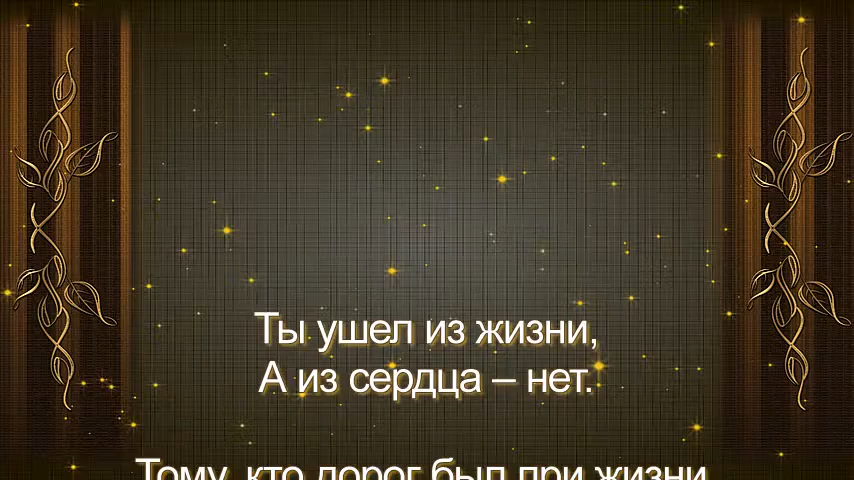 Ты ушел из жизни,
А из сердца – нет.
Тому, кто дорог был при жизни